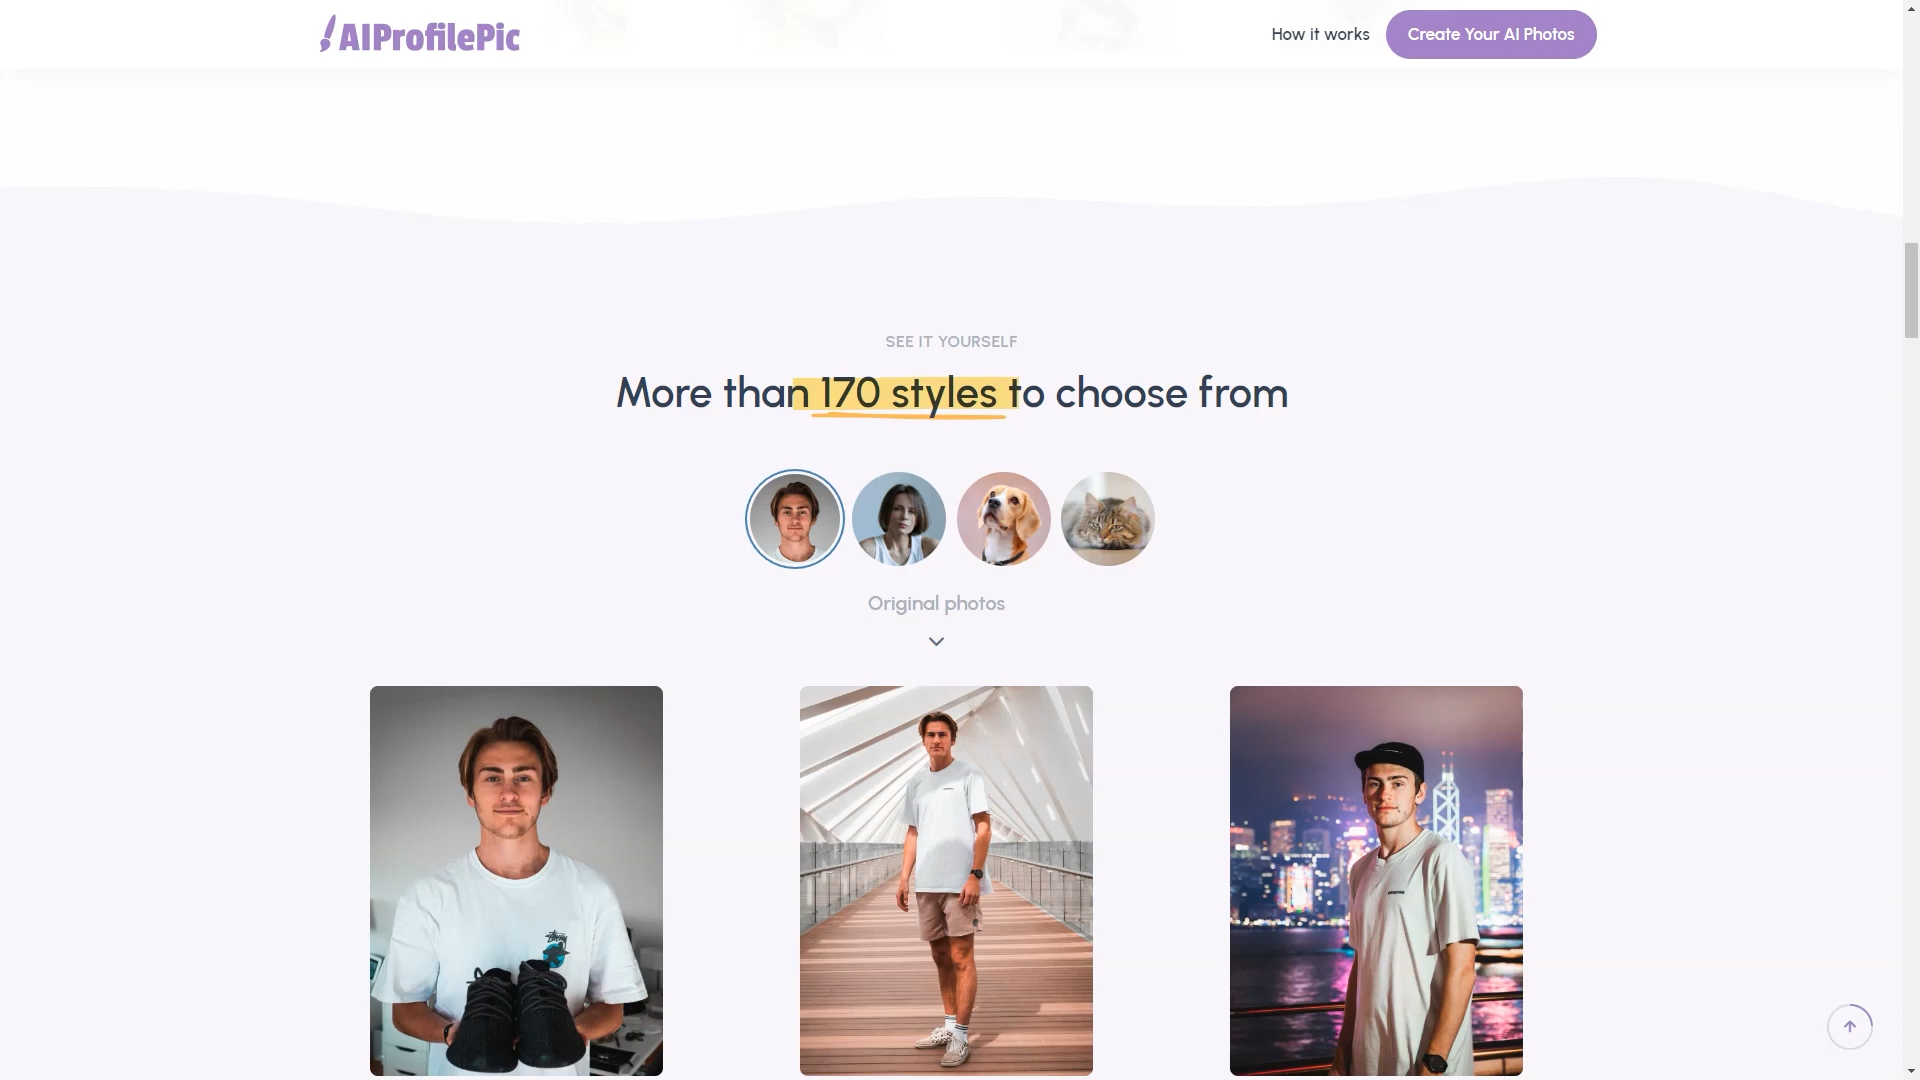 AIProfilePic
How it works
Create Your AI Photos
SEE IT YOURSELF
More than 170 styles to choose from
Original photos